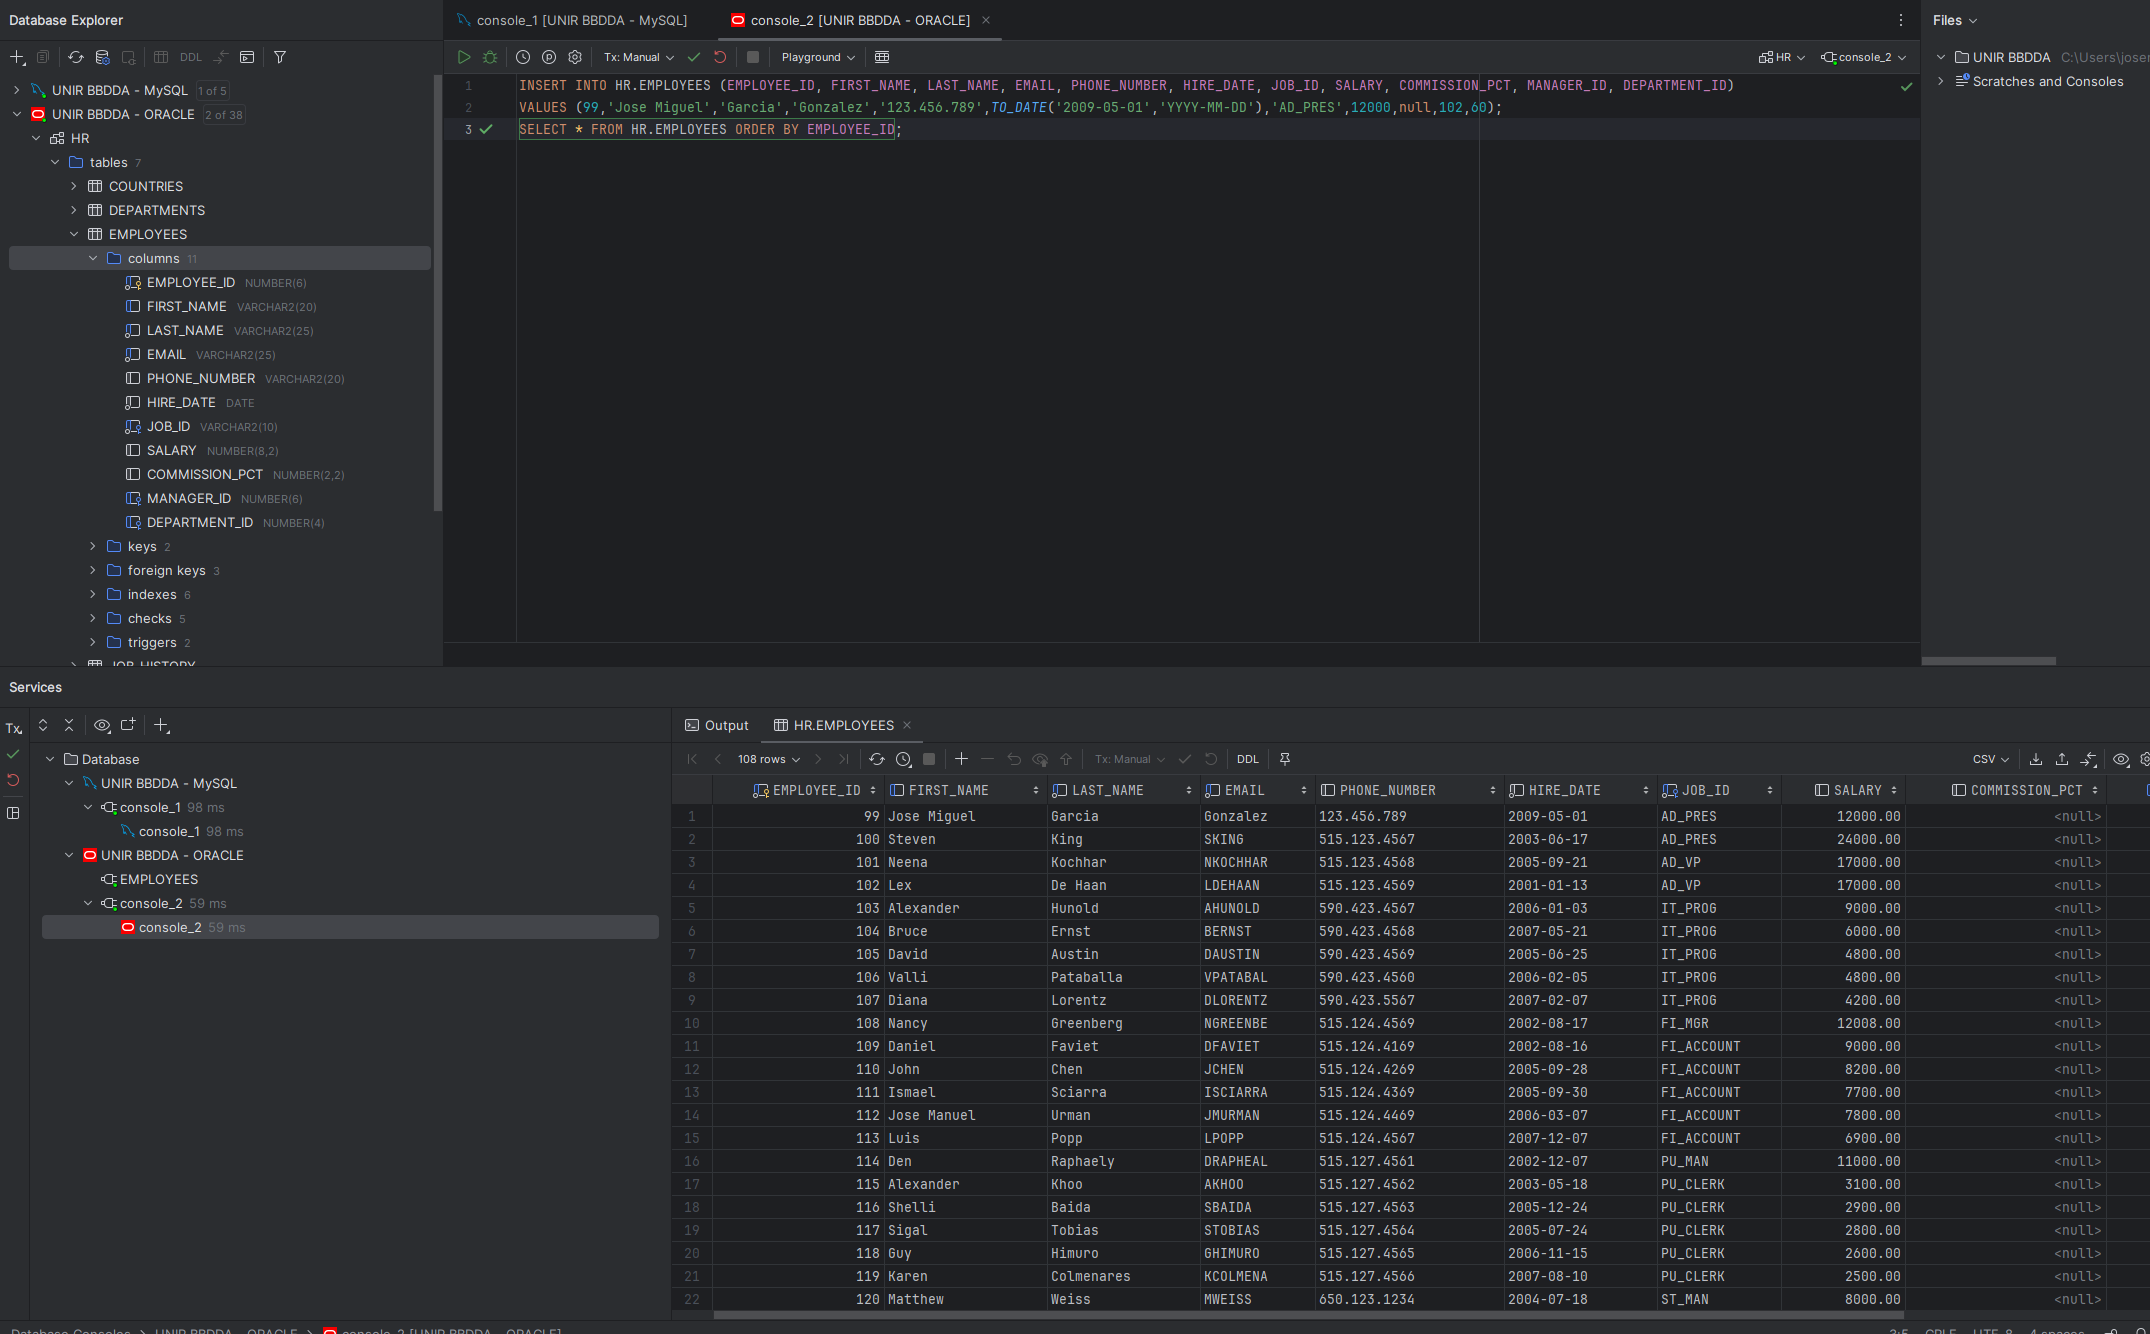 Database Explorer
console_1 [UNIR BBDDA - MySQL]
console_2 [UNIR BBDDA - ORACLE]
Files
DDL
Tx: Manual
Playground
HR
console_2
UNIR BBDDA - MySQL 1 of 5
UNIR BBDDA - ORACLE 2 of 38
HR
tables 7
COUNTRIES
DEPARTMENTS
EMPLOYEES
columns 11
EMPLOYEE_ID NUMBER(6)
FIRST_NAME VARCHAR2(20)
LAST_NAME VARCHAR2(25)
EMAIL VARCHAR2(25)
PHONE_NUMBER VARCHAR2(20)
HIRE_DATE DATE
JOB_ID VARCHAR2(10)
SALARY NUMBER(8,2)
COMMISSION_PCT NUMBER(2,2)
MANAGER_ID NUMBER(6)
DEPARTMENT_ID NUMBER(4)
keys 2
foreign keys 3
indexes 6
checks 5
triggers 2
JOB_HISTORY
1 INSERT INTO HR.EMPLOYEES (EMPLOYEE_ID, FIRST_NAME, LAST_NAME, EMAIL, PHONE_NUMBER, HIRE_DATE, JOB_ID, SALARY, COMMISSION_PCT, MANAGER_ID, DEPARTMENT_ID)
2 VALUES (99,'Jose Miguel','Garcia','Gonzalez','123.456.789',TO_DATE('2009-05-01','YYYY-MM-DD'),'AD_PRES',12000,null,102,60);
3 SELECT * FROM HR.EMPLOYEES ORDER BY EMPLOYEE_ID;
UNIR BBDDA C:\Users\joser
Scratches and Consoles
Services
Tx
Database
UNIR BBDDA - MySQL
console_1 98 ms
console_1 98 ms
UNIR BBDDA - ORACLE
EMPLOYEES
console_2 59 ms
console_2 59 ms
Output
HR.EMPLOYEES
108 rows
Tx: Manual
DDL
CSV
EMPLOYEE_ID FIRST_NAME LAST_NAME EMAIL PHONE_NUMBER HIRE_DATE JOB_ID SALARY COMMISSION_PCT
1 99 Jose Miguel Garcia Gonzalez 123.456.789 2009-05-01 AD_PRES 12000.00 <null>
2 100 Steven King SKING 515.123.4567 2003-06-17 AD_PRES 24000.00 <null>
3 101 Neena Kochhar NKOCHHAR 515.123.4568 2005-09-21 AD_VP 17000.00 <null>
4 102 Lex De Haan LDEHAAN 515.123.4569 2001-01-13 AD_VP 17000.00 <null>
5 103 Alexander Hunold AHUNOLD 590.423.4567 2006-01-03 IT_PROG 9000.00 <null>
6 104 Bruce Ernst BERNST 590.423.4568 2007-05-21 IT_PROG 6000.00 <null>
7 105 David Austin DAUSTIN 590.423.4569 2005-06-25 IT_PROG 4800.00 <null>
8 106 Valli Pataballa VPATABAL 590.423.4560 2006-02-05 IT_PROG 4800.00 <null>
9 107 Diana Lorentz DLORENTZ 590.423.5567 2007-02-07 IT_PROG 4200.00 <null>
10 108 Nancy Greenberg NGREENBE 515.124.4569 2002-08-17 FI_MGR 12008.00 <null>
11 109 Daniel Faviet DFAVIET 515.124.4169 2002-08-16 FI_ACCOUNT 9000.00 <null>
12 110 John Chen JCHEN 515.124.4269 2005-09-28 FI_ACCOUNT 8200.00 <null>
13 111 Ismael Sciarra ISCIARRA 515.124.4369 2005-09-30 FI_ACCOUNT 7700.00 <null>
14 112 Jose Manuel Urman JMURMAN 515.124.4469 2006-03-07 FI_ACCOUNT 7800.00 <null>
15 113 Luis Popp LPOPP 515.124.4567 2007-12-07 FI_ACCOUNT 6900.00 <null>
16 114 Den Raphaely DRAPHEAL 515.127.4561 2002-12-07 PU_MAN 11000.00 <null>
17 115 Alexander Khoo AKHOO 515.127.4562 2003-05-18 PU_CLERK 3100.00 <null>
18 116 Shelli Baida SBAIDA 515.127.4563 2005-12-24 PU_CLERK 2900.00 <null>
19 117 Sigal Tobias STOBIAS 515.127.4564 2005-07-24 PU_CLERK 2800.00 <null>
20 118 Guy Himuro GHIMURO 515.127.4565 2006-11-15 PU_CLERK 2600.00 <null>
21 119 Karen Colmenares KCOLMENA 515.127.4566 2007-08-10 PU_CLERK 2500.00 <null>
22 120 Matthew Weiss MWEISS 650.123.1234 2004-07-18 ST_MAN 8000.00 <null>
Database Consoles > UNIR BBDDA - ORACLE > console_2 [UNIR BBDDA - ORACLE]
3:5 CRLF UTF-8 4 spaces